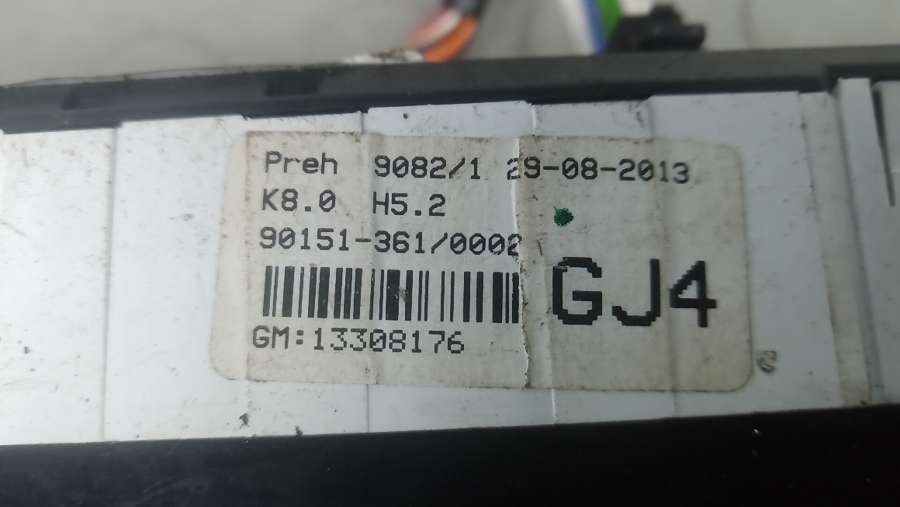 Preh 9082/1 29-08-2013
K8.0 H5.2
90151-361/0002
GJ4
GM:13308176